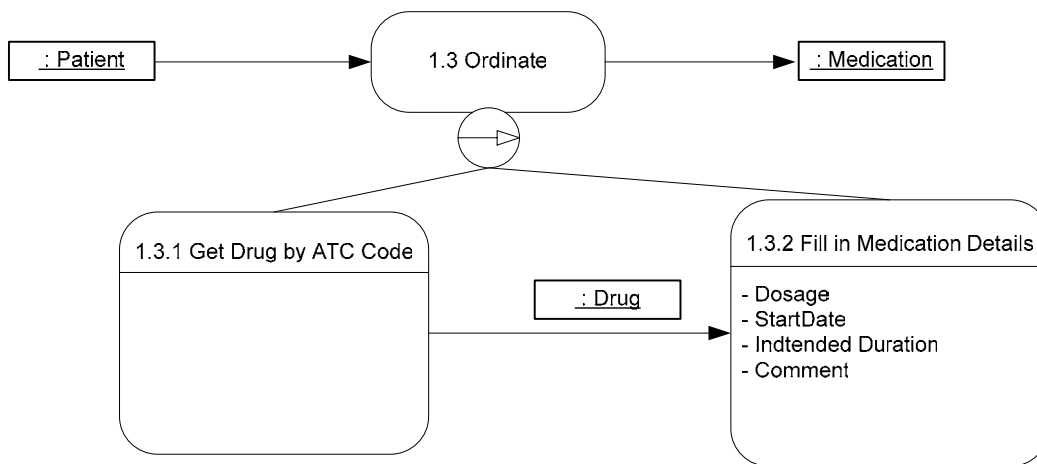 : Patient
1.3 Ordinate
: Medication
1.3.1 Get Drug by ATC Code
1.3.2 Fill in Medication Details
: Drug
- Dosage
- StartDate
- Indtended Duration
- Comment